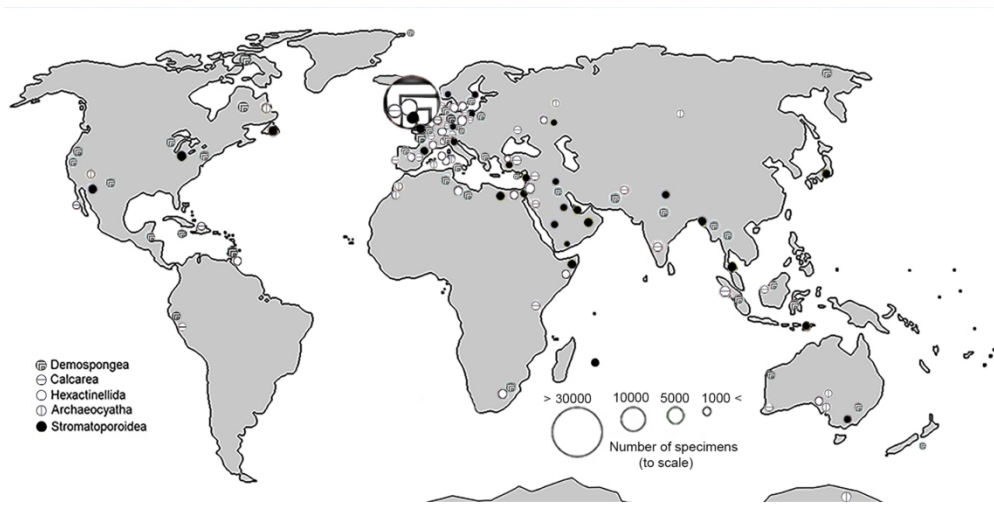 Demospongea
Calcarea
Hexactinellida
Archaeocyatha
Stromatoporoidea
> 30000 10000 5000 1000 <
Number of specimens
(to scale)